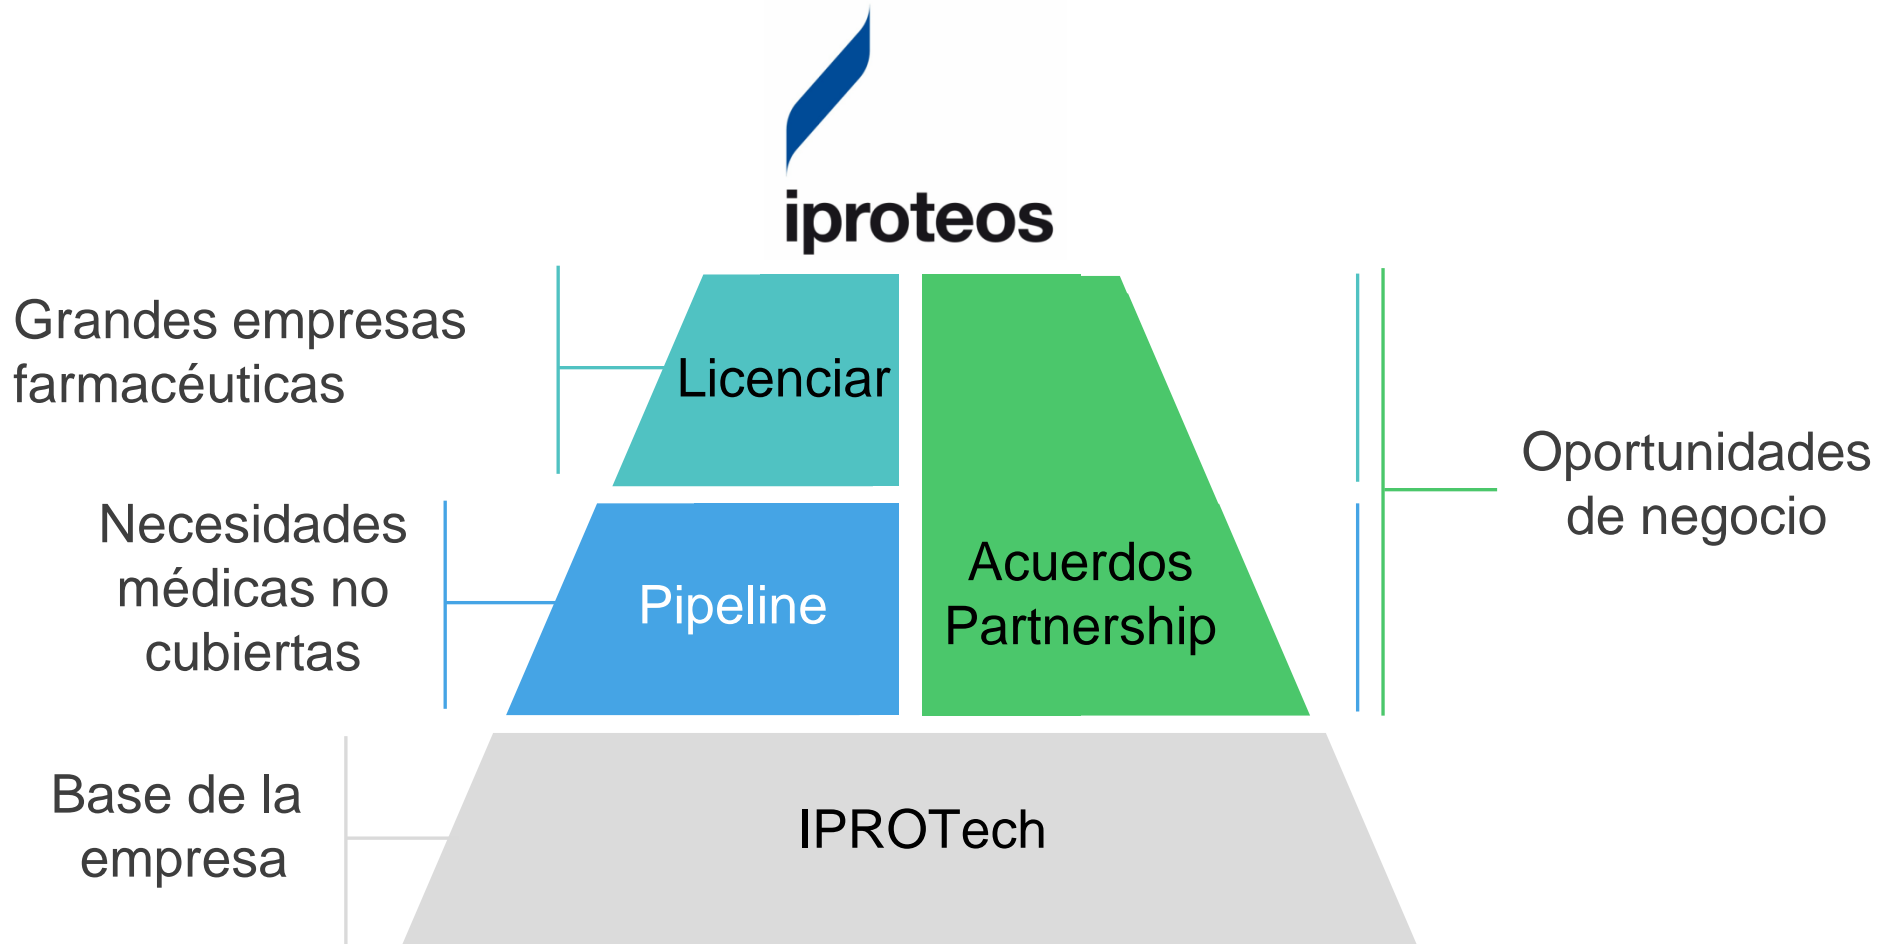 iproteos
Grandes empresas
farmacéuticas
Licenciar
Necesidades
médicas no
cubiertas
Pipeline
Acuerdos
Partnership
Oportunidades
de negocio
Base de la
empresa
IPROTech